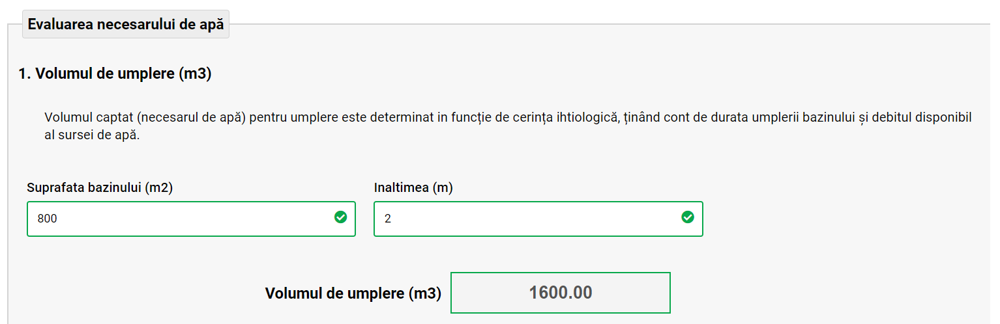 Evaluarea necesarului de apă
1. Volumul de umplere (m3)
Volumul captat (necesarul de apă) pentru umplere este determinat in funcție de cerința ihtiologică, ținând cont de durata umplerii bazinului și debitul disponibil
al sursei de apă.
Suprafata bazinului (m2)
Inaltimea (m)
800
2
Volumul de umplere (m3)
1600.00